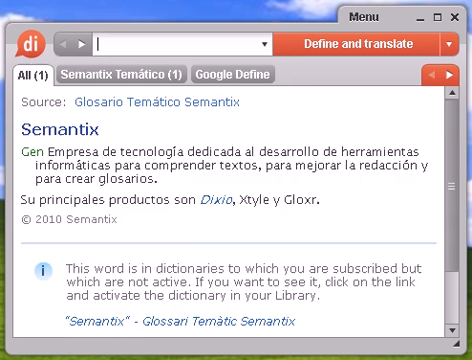 Menu
di
Define and translate
All (1)
Semantix Temático (1)
Google Define
Source: Glosario Temático Semantix
Semantix
Gen Empresa de tecnología dedicada al desarrollo de herramientas
informáticas para comprender textos, para mejorar la redacción y
para crear glosarios.
Su principales productos son Dixio, Xtyle y Gloxr.
© 2010 Semantix
i
This word is in dictionaries to which you are subscribed but
which are not active. If you want to see it, click on the link
and activate the dictionary in your Library.
"Semantix" - Glossari Temàtic Semantix